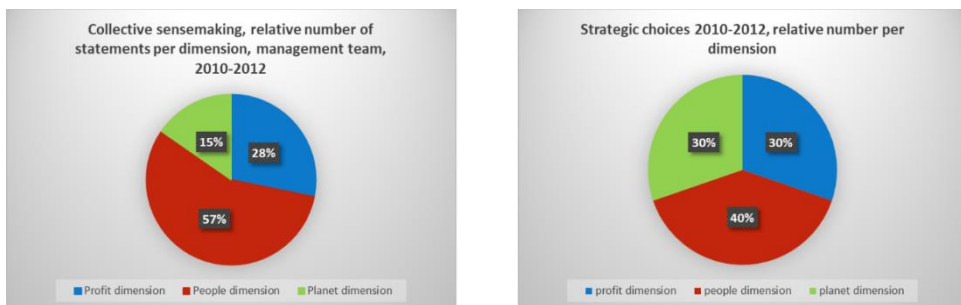 Collective sensemaking, relative number of
statements per dimension, management team,
2010-2012
15%
28%
57%
Profit dimension People dimension Planet dimension
Strategic choices 2010-2012, relative number per
dimension
30%
30%
40%
profit dimension people dimension planet dimension